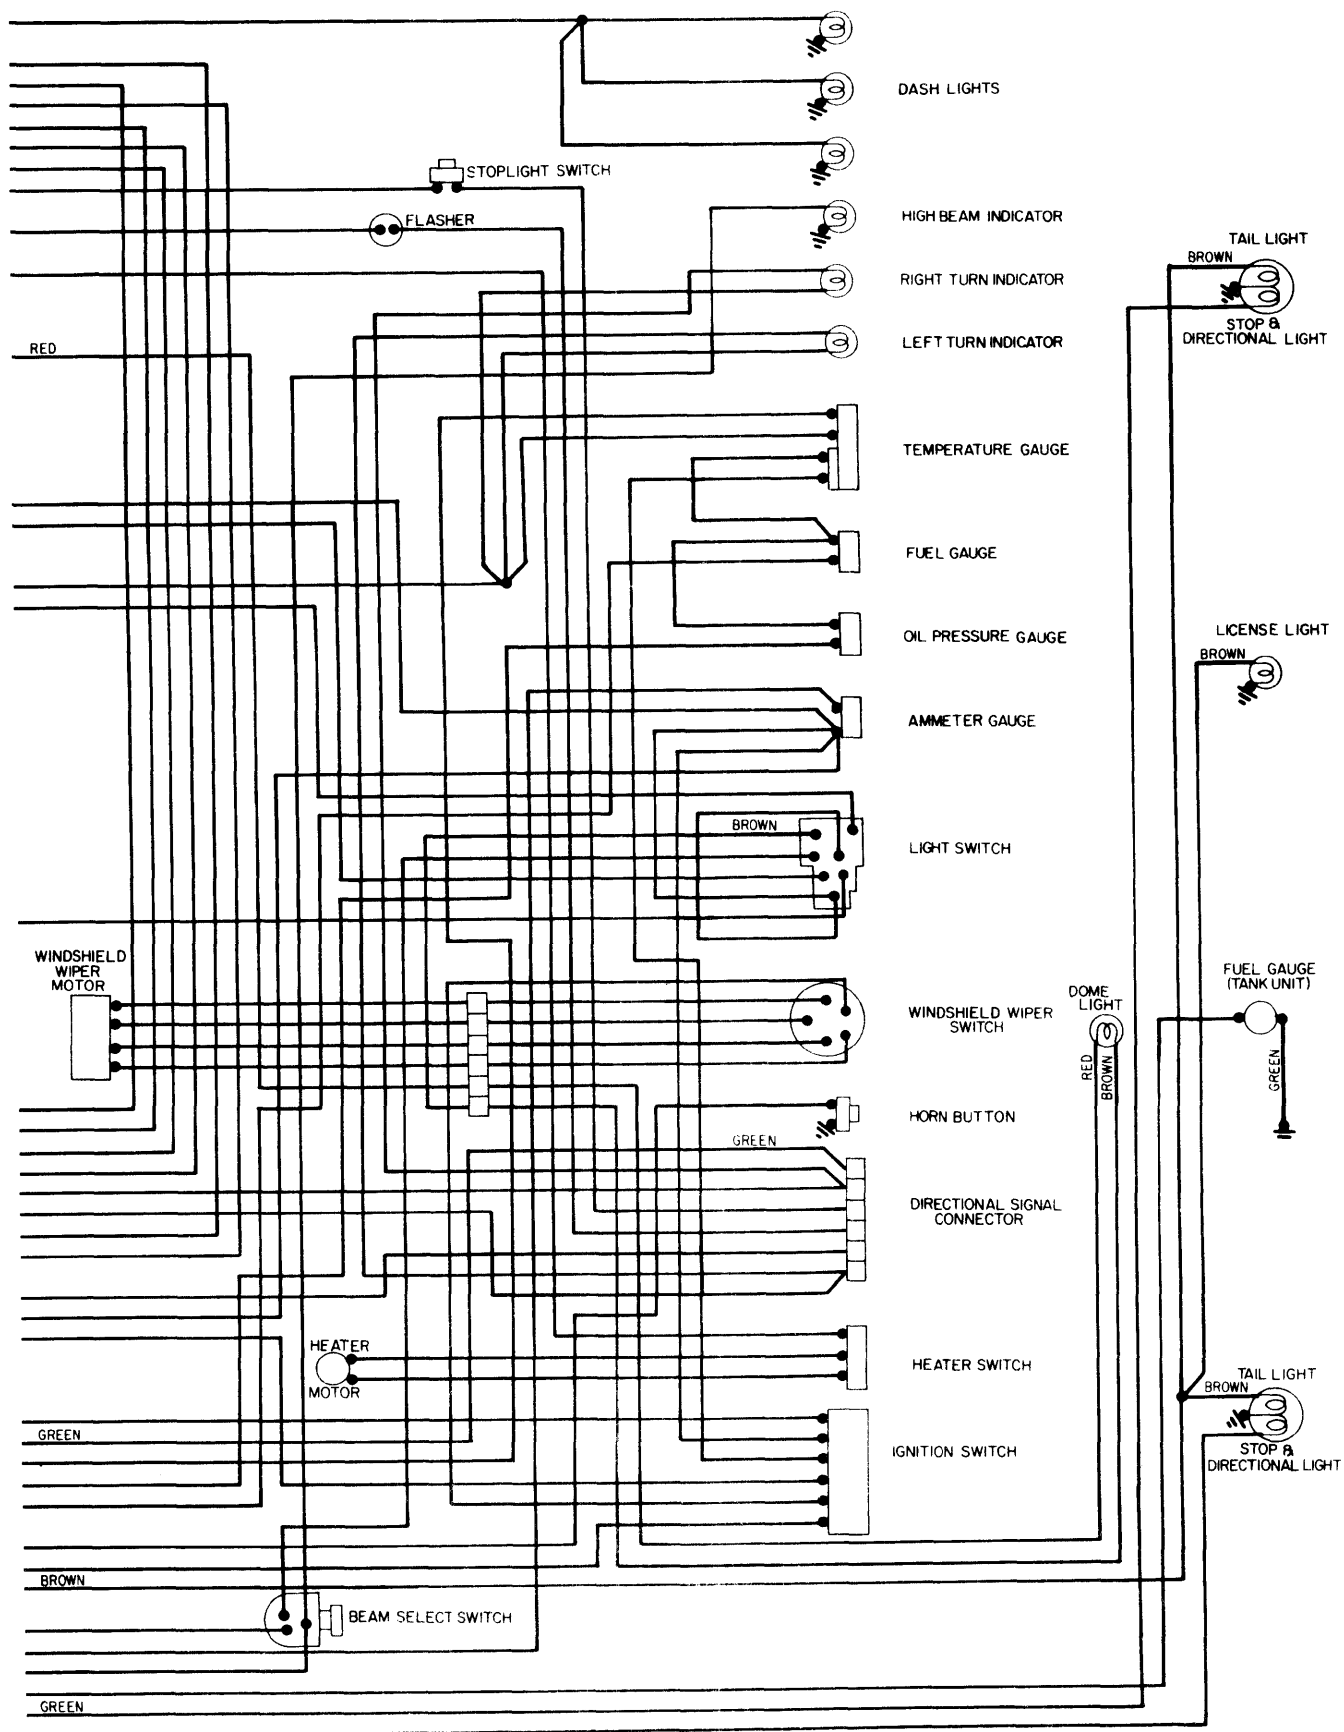 DASH LIGHTS
STOPLIGHT SWITCH
FLASHER
HIGH BEAM INDICATOR
TAIL LIGHT
BROWN
RIGHT TURN INDICATOR
STOP &
DIRECTIONAL LIGHT
RED
LEFT TURN INDICATOR
TEMPERATURE GAUGE
FUEL GAUGE
OIL PRESSURE GAUGE
LICENSE LIGHT
BROWN
AMMETER GAUGE
BROWN
LIGHT SWITCH
WINDSHIELD
WIPER
MOTOR
FUEL GAUGE
(TANK UNIT)
DOME
LIGHT
WINDSHIELD WIPER
SWITCH
RED
BROWN
GREEN
HORN BUTTON
GREEN
DIRECTIONAL SIGNAL
CONNECTOR
HEATER
MOTOR
HEATER SWITCH
TAIL LIGHT
BROWN
GREEN
IGNITION SWITCH
STOP &
DIRECTIONAL LIGHT
BROWN
BEAM SELECT SWITCH
GREEN